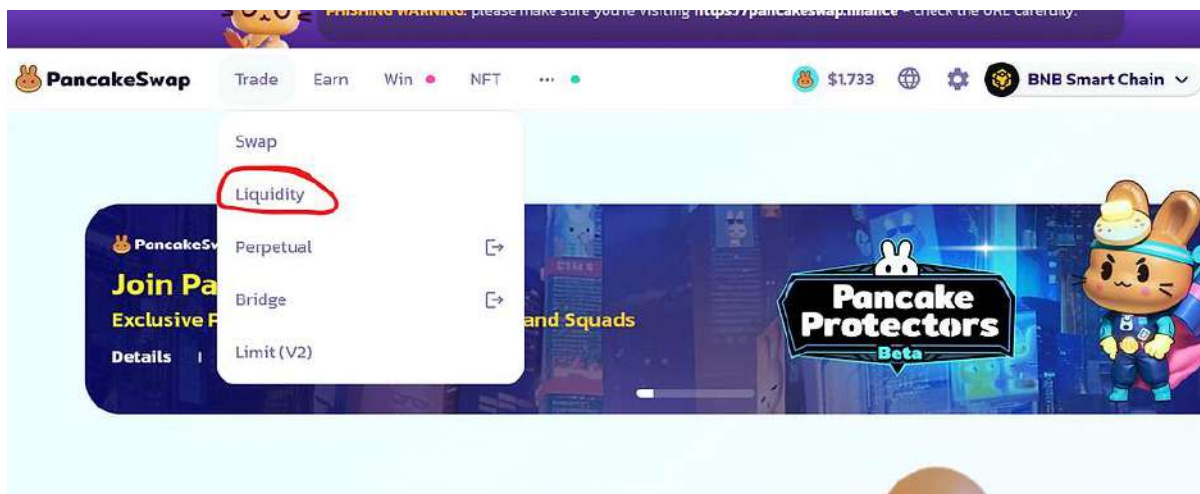 PHISHING WARNING: please make sure you're visiting https://pancakeswap.finance - check the URL carefully.
PancakeSwap Trade Earn Win NFT ... $1.733 BNB Smart Chain
Swap
Liquidity
Perpetual
Bridge
Limit (V2)
PancakeSw
Join Pa
Exclusive F
and Squads
Details
Pancake
Protectors
Beta